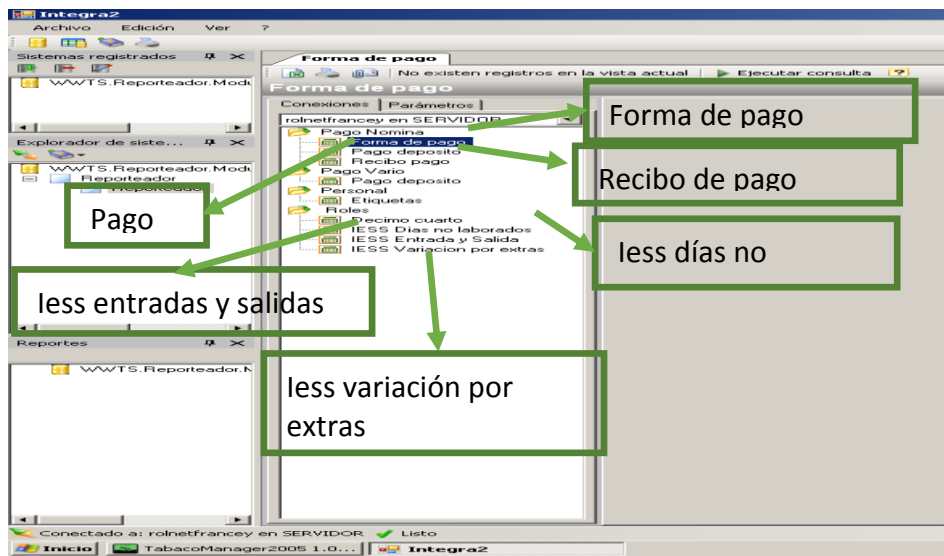 Integra2
Archivo Edición Ver ?
Sistemas registrados
WWTS.Reporteador.Modu
Explorador de siste...
WWTS.Reporteador.Modu
Reporteador
Reporteador
Reportes
WWTS.Reporteador.M
Forma de pago
No existen registros en la vista actual Ejecutar consulta
Forma de pago
Conexiones Parámetros
rolnetfrancey en SERVIDOR
Pago Nomina
Forma de pago
Pago deposito
Recibo pago
Pago Vario
Pago deposito
Personal
Etiquetas
Roles
Decimo cuarto
IESS Dias no laborados
IESS Entrada y Salida
IESS Variacion por extras
Forma de pago
Recibo de pago
Pago
Iess días no
Iess entradas y salidas
Iess variación por
extras
Conectado a: rolnetfrancey en SERVIDOR Listo
Inicio TabacoManager2005 1.0... Integra2